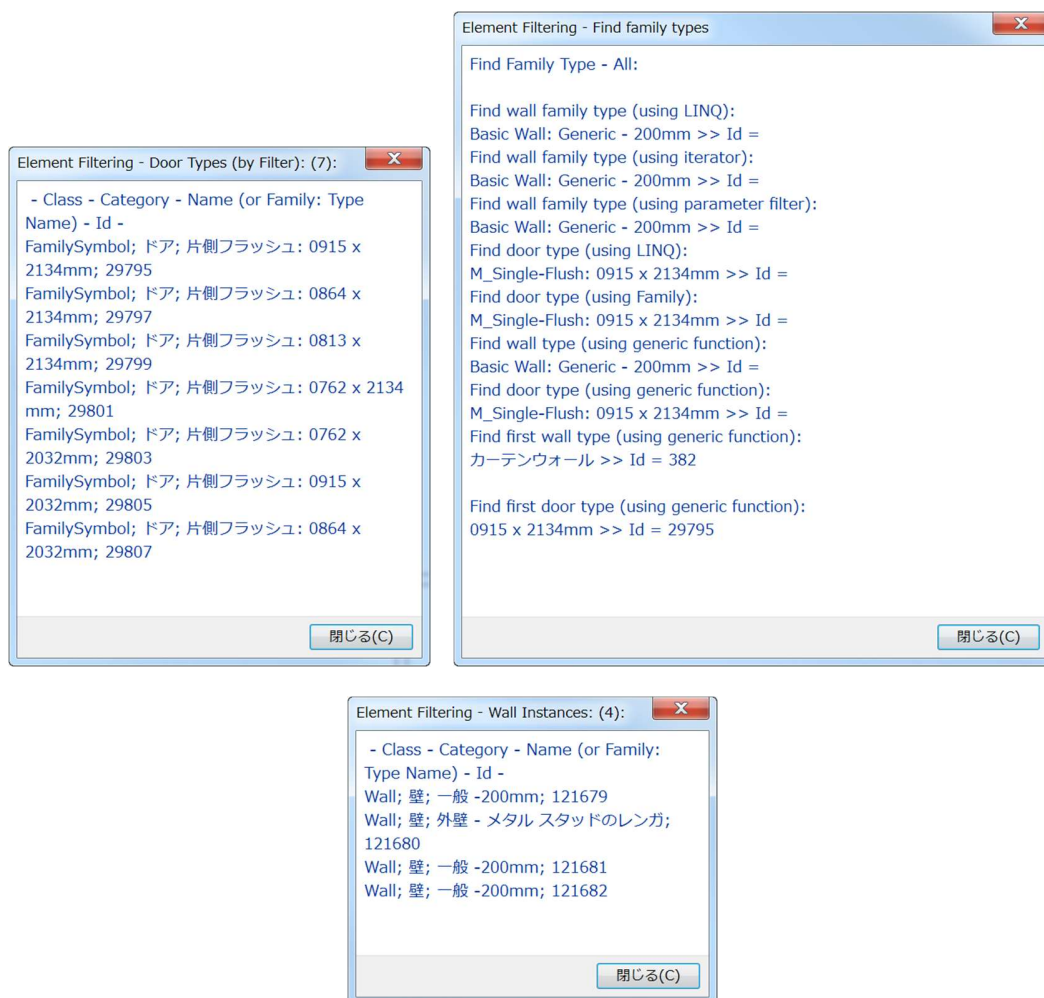 Element Filtering - Door Types (by Filter): (7):
- Class - Category - Name (or Family: Type
Name) - Id -
FamilySymbol; ドア; 片側フラッシュ: 0915 x
2134mm; 29795
FamilySymbol; ドア; 片側フラッシュ: 0864 x
2134mm; 29797
FamilySymbol; ドア; 片側フラッシュ: 0813 x
2134mm; 29799
FamilySymbol; ドア; 片側フラッシュ: 0762 x 2134
mm; 29801
FamilySymbol; ドア; 片側フラッシュ: 0762 x
2032mm; 29803
FamilySymbol; ドア; 片側フラッシュ: 0915 x
2032mm; 29805
FamilySymbol; ドア; 片側フラッシュ: 0864 x
2032mm; 29807
閉じる(C)
Element Filtering - Find family types
Find Family Type - All:
Find wall family type (using LINQ):
Basic Wall: Generic - 200mm >> Id =
Find wall family type (using iterator):
Basic Wall: Generic - 200mm >> Id =
Find wall family type (using parameter filter):
Basic Wall: Generic - 200mm >> Id =
Find door type (using LINQ):
M_Single-Flush: 0915 x 2134mm >> Id =
Find door type (using Family):
M_Single-Flush: 0915 x 2134mm >> Id =
Find wall type (using generic function):
Basic Wall: Generic - 200mm >> Id =
Find door type (using generic function):
M_Single-Flush: 0915 x 2134mm >> Id =
Find first wall type (using generic function):
カーテンウォール >> Id = 382
Find first door type (using generic function):
0915 x 2134mm >> Id = 29795
閉じる(C)
Element Filtering - Wall Instances: (4):
- Class - Category - Name (or Family:
Type Name) - Id -
Wall; 壁; 一般 -200mm; 121679
Wall; 壁; 外壁 - メタル スタッドのレンガ;
121680
Wall; 壁; 一般 -200mm; 121681
Wall; 壁; 一般 -200mm; 121682
閉じる(C)